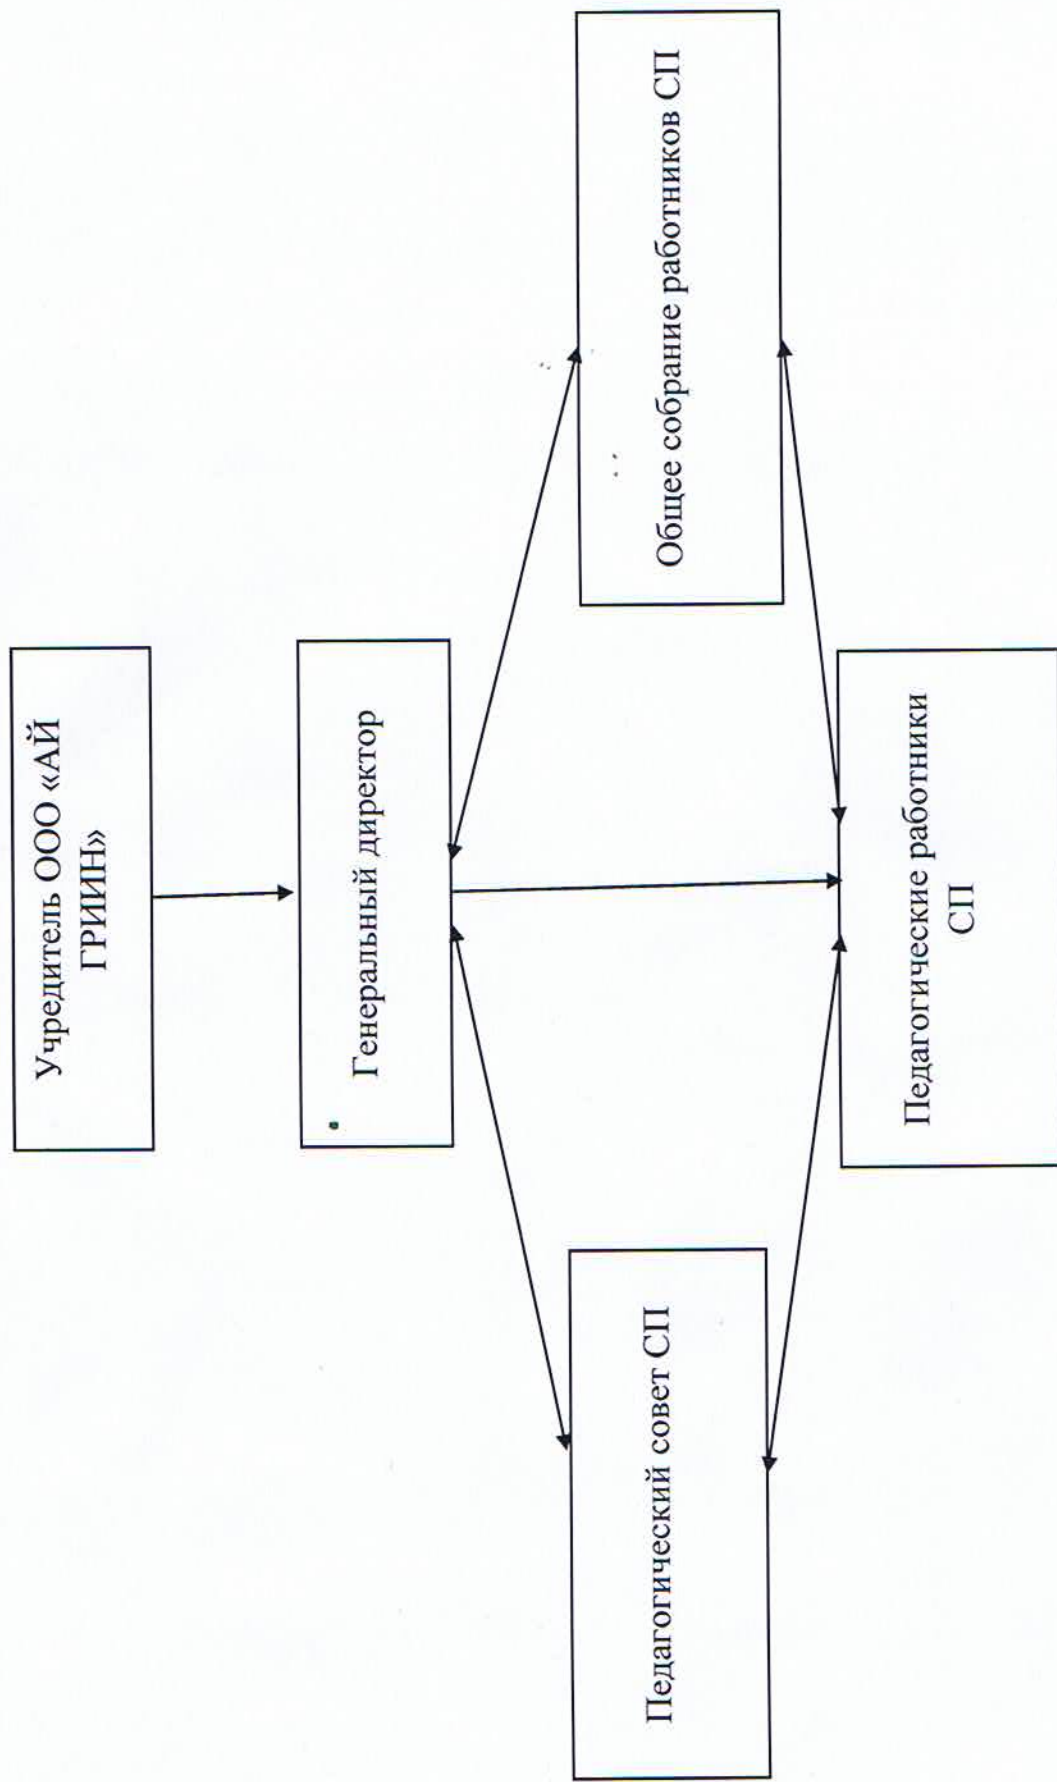 Учредитель ООО «АЙ
ГРИИН»
Генеральный директор
Педагогический совет СП
Общее собрание работников СП
Педагогические работники
СП